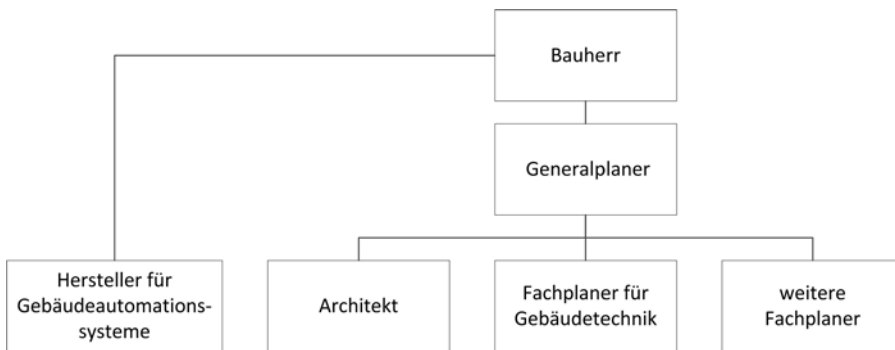 Bauherr
Generalplaner
Hersteller für
Gebäudeautomations-
systeme
Architekt
Fachplaner für
Gebäudetechnik
weitere
Fachplaner